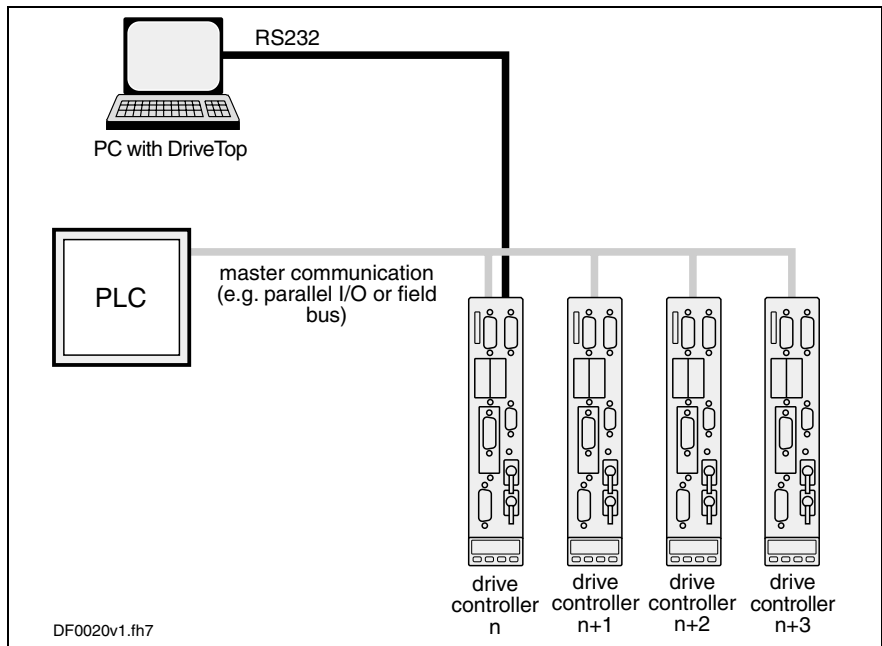 RS232
PC with DriveTop
PLC
master communication
(e.g. parallel I/O or field
bus)
drive
controller
n
drive
controller
n+1
drive
controller
n+2
drive
controller
n+3
DF0020v1.fh7